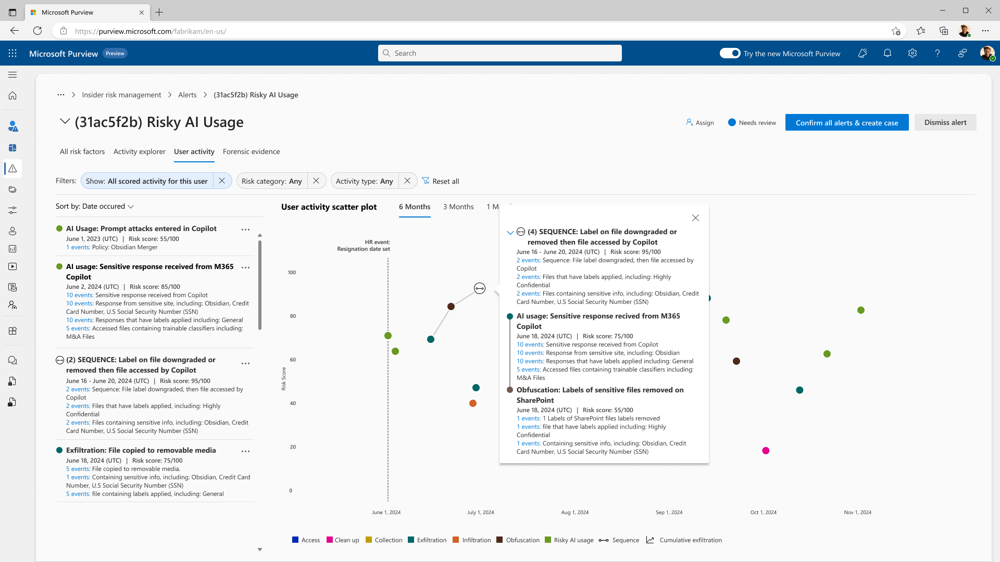 Microsoft Purview
https://purview.microsoft.com/fabrikam/en-us/
Microsoft Purview Preview
Search
Try the new Microsoft Purview
Insider risk management
Alerts
(31ac5f2b) Risky AI Usage
(31ac5f2b) Risky AI Usage
Assign
Needs review
Confirm all alerts & create case
Dismiss alert
All risk factors
Activity explorer
User activity
Forensic evidence
Filters:
Show: All scored activity for this user
Risk category: Any
Activity type: Any
Reset all
Sort by: Date occured
AI Usage: Prompt attacks entered in Copilot
June 1, 2023 (UTC) | Risk score: 55/100
1 events: Policy: Obsidian Merger
AI usage: Sensitive response received from M365
Copilot
June 2, 2024 (UTC) | Risk score: 85/100
10 events: Sensitive response received from Copilot
10 events: Response from sensitive site, including: Obsidian, Credit
Card Number, U.S Social Security Number (SSN)
10 events: Responses that have labels applied including: General
5 events: Accessed files containing trainable classifiers including:
M&A Files
(2) SEQUENCE: Label on file downgraded or
removed then file accessed by Copilot
June 16 - June 20, 2024 (UTC) | Risk score: 95/100
2 events: Sequence: File label downgraded, then file accessed by
Copilot
2 events: Files that have labels applied, including: Highly
Confidential
2 events: Files containing sensitive info, including: Obsidian, Credit
Card Number, U.S Social Security Number (SSN)
Exfiltration: File copied to removable media
June 18, 2024 (UTC) | Risk score: 75/100
5 events: File copied to removable media.
1 events: Containing sensitive info, including: Obsidian, Credit Card
Number, U.S Social Security Number (SSN)
5 events: file containing labels applied, including: General
User activity scatter plot
6 Months
3 Months
1 M
HR event:
Resignation date set
100
80
60
40
20
0
Risk Score
June 1, 2024
July 1, 2024
Aug 1, 2024
Sep 1, 2024
Oct 1, 2024
Nov 1, 2024
(4) SEQUENCE: Label on file downgraded or
removed then file accessed by Copilot
June 16 - June 20, 2024 (UTC) | Risk score: 95/100
2 events: Sequence: File label downgraded, then file accessed by
Copilot
2 events: Files that have labels applied, including: Highly
Confidential
2 events: Files containing sensitive info, including: Obsidian, Credit
Card Number, U.S Social Security Number (SSN)
AI usage: Sensitive response recived from M365
Copilot
June 18, 2024 (UTC) | Risk score: 75/100
10 events: Sensitive response received from Copilot
10 events: Response from sensitive site, including: Obsidian
10 events: Responses that have labels applied including: General
5 events: Accessed files containing trainable classifiers including:
M&A Files
Obfuscation: Labels of sensitive files removed on
SharePoint
June 18, 2024 (UTC) | Risk score: 55/100
1 events: 1 Labels of SharePoint files labels removed
1 events: file that have labels applied including: Highly
Confidential
1 events: Containing sensitive info, including: Obsidian, Credit
Card Number, U.S Social Security Number (SSN)
Access
Clean up
Collection
Exfiltration
Infiltration
Obfuscation
Risky AI usage
Sequence
Cumulative exfiltration